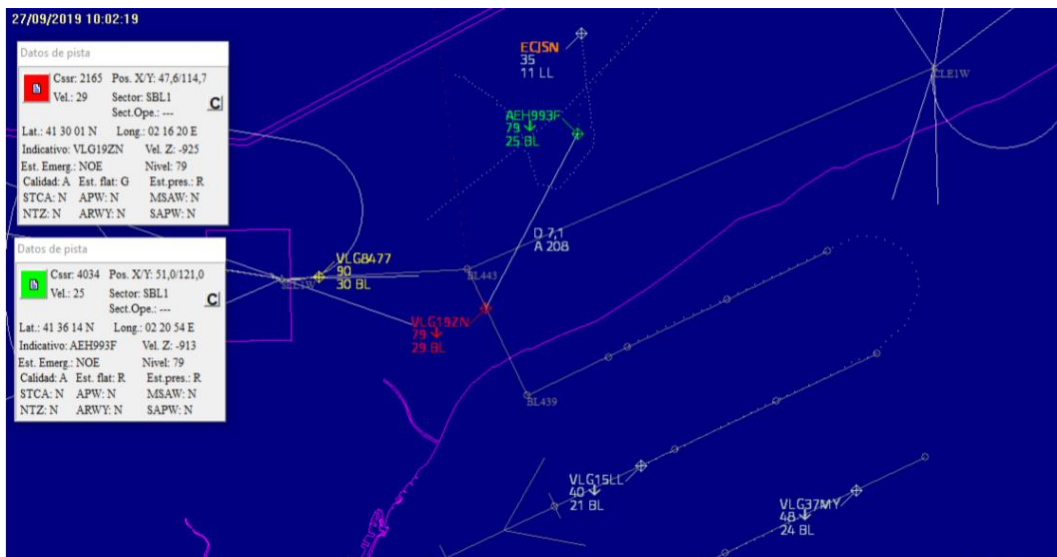 27/09/2019 10:02:19
Datos de pista
Cssr: 2165 Pos. X/Y: 47,6/114,7
Vel.: 29 Sector: SBL1
Sect.Ope.: ---
C
Lat.: 41 30 01 N Long.: 02 16 20 E
Indicativo: VLG19ZN Vel. Z: -925
Est. Emerg.: NOE Nivel: 79
Calidad: A Est. flat: G Est.pres.: R
STCA: N APW: N MSAW: N
NTZ: N ARWY: N SAPW: N
Datos de pista
Cssr: 4034 Pos. X/Y: 51,0/121,0
Vel.: 25 Sector: SBL1
Sect.Ope.: ---
C
Lat.: 41 36 14 N Long.: 02 20 54 E
Indicativo: AEH993F Vel. Z: -913
Est. Emerg.: NOE Nivel: 79
Calidad: A Est. flat: R Est.pres.: R
STCA: N APW: N MSAW: N
NTZ: N ARWY: N SAPW: N
ECJSN
35
11 LL
AEH993F
79 ↓
25 BL
CLE1W
D 7,1
A 208
VLG8477
90
30 BL
BL443
VLG19ZN
79 ↓
29 BL
BL439
VLG15LL
40 ↓
21 BL
VLG37MY
48 ↓
24 BL